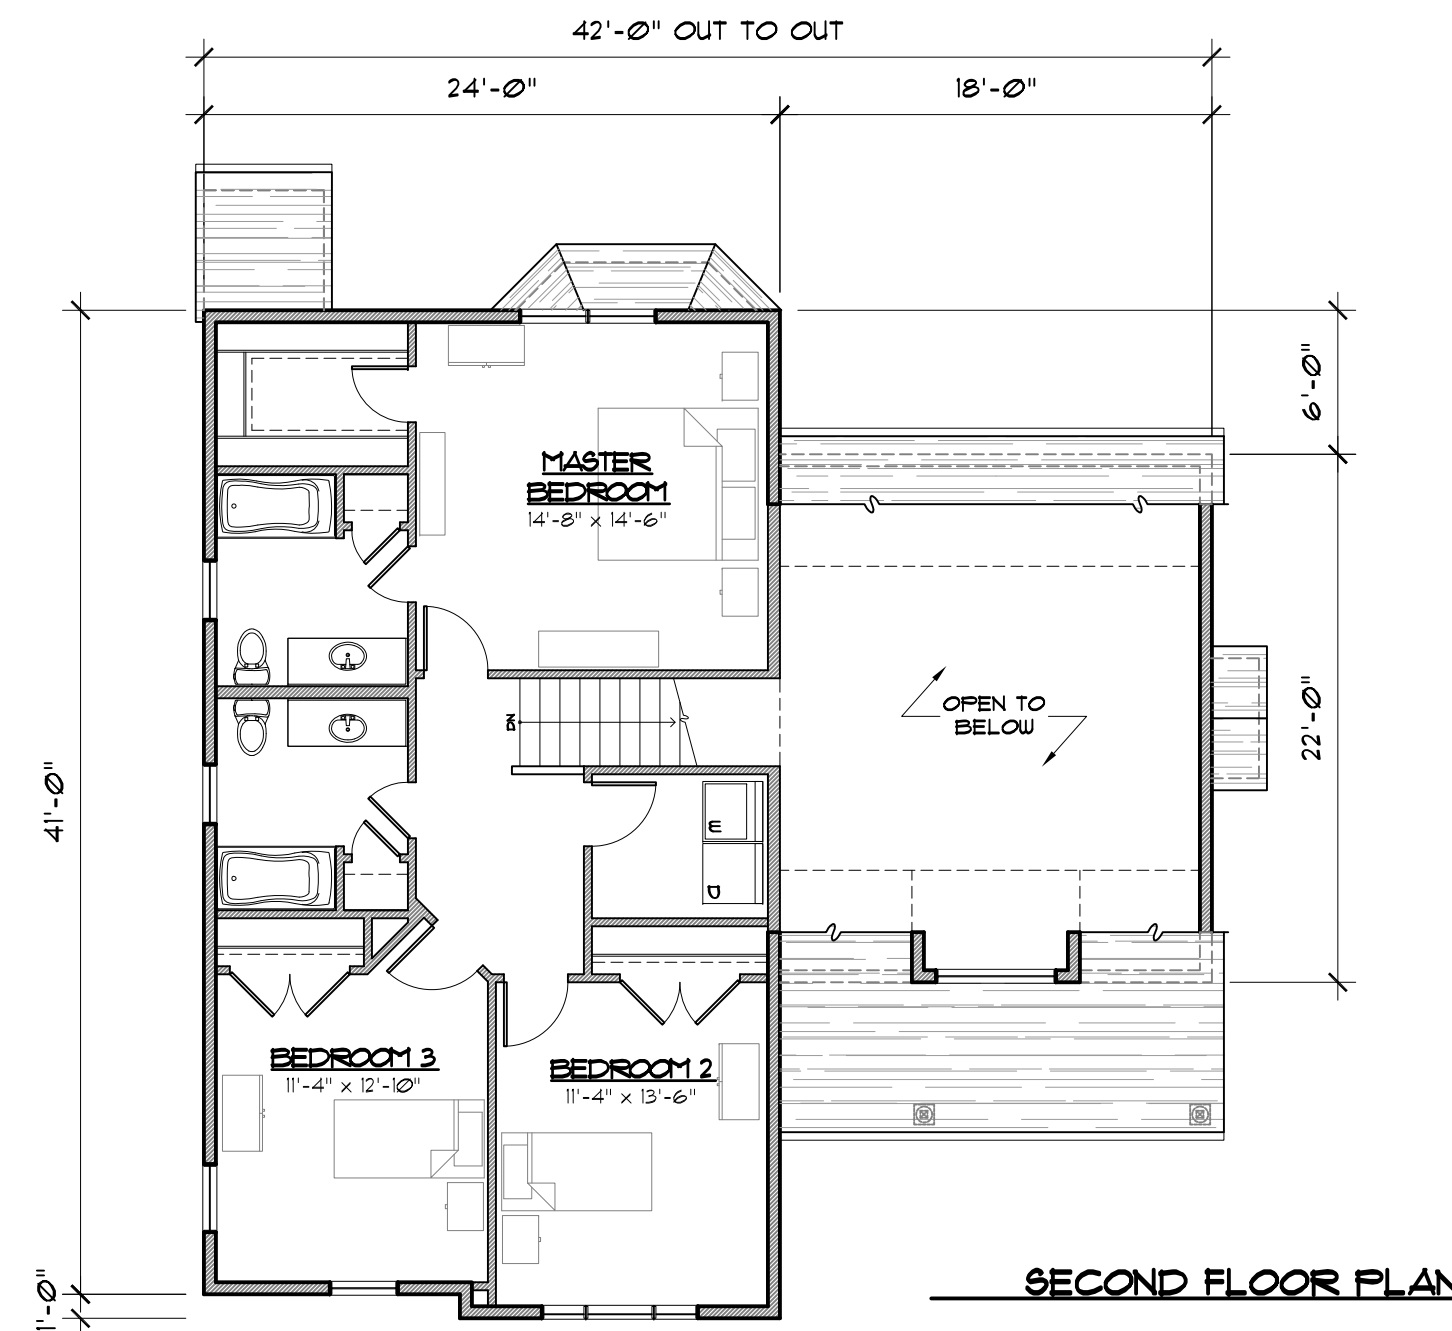 42'-0" OUT TO OUT
24'-0"
18'-0"
6'-0"
MASTER
BEDROOM
14'-8" x 14'-6"
OPEN TO
BELOW
22'-0"
DN
41'-0"
W
D
BEDROOM 3
11'-4" x 12'-10"
BEDROOM 2
11'-4" x 13'-6"
1'-0"
SECOND FLOOR PLAN